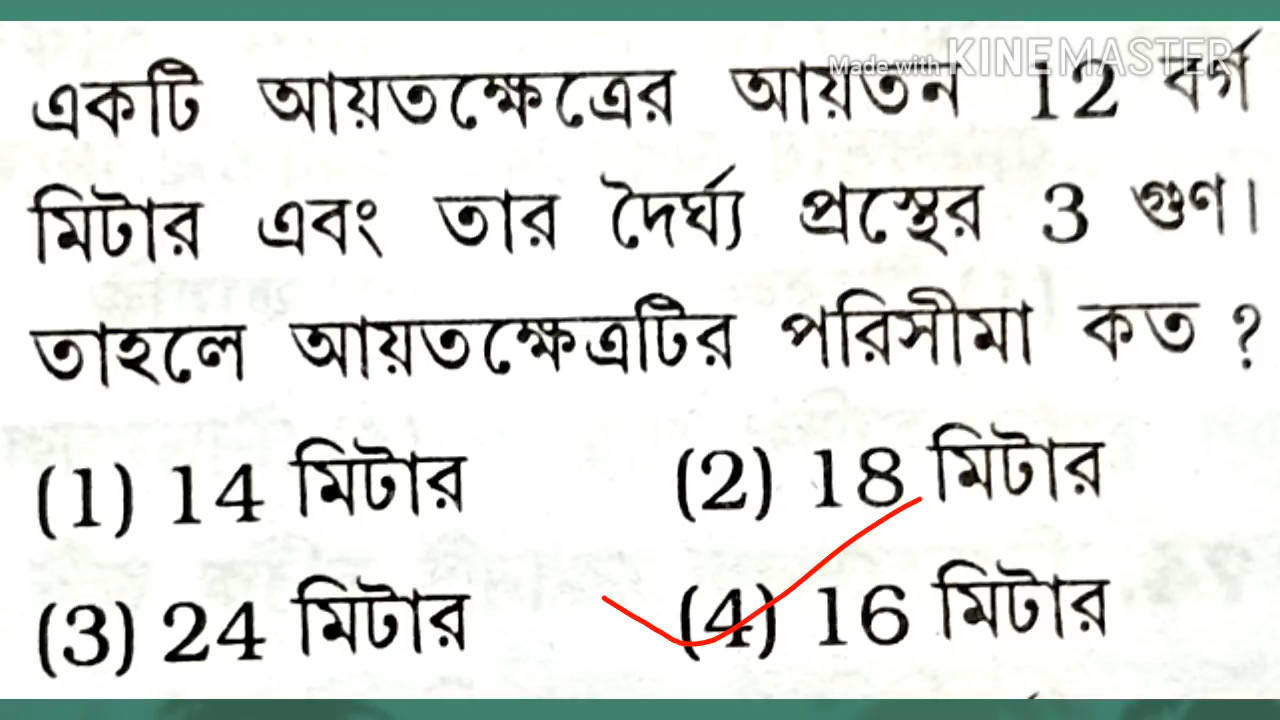 Made with KINEMASTER
একটি আয়তক্ষেত্রের আয়তন 12 বর্গ
মিটার এবং তার দৈর্ঘ্য প্রস্থের 3 গুণ।
তাহলে আয়তক্ষেত্রটির পরিসীমা কত ?
(1) 14 মিটার (2) 18 মিটার
(3) 24 মিটার (4) 16 মিটার